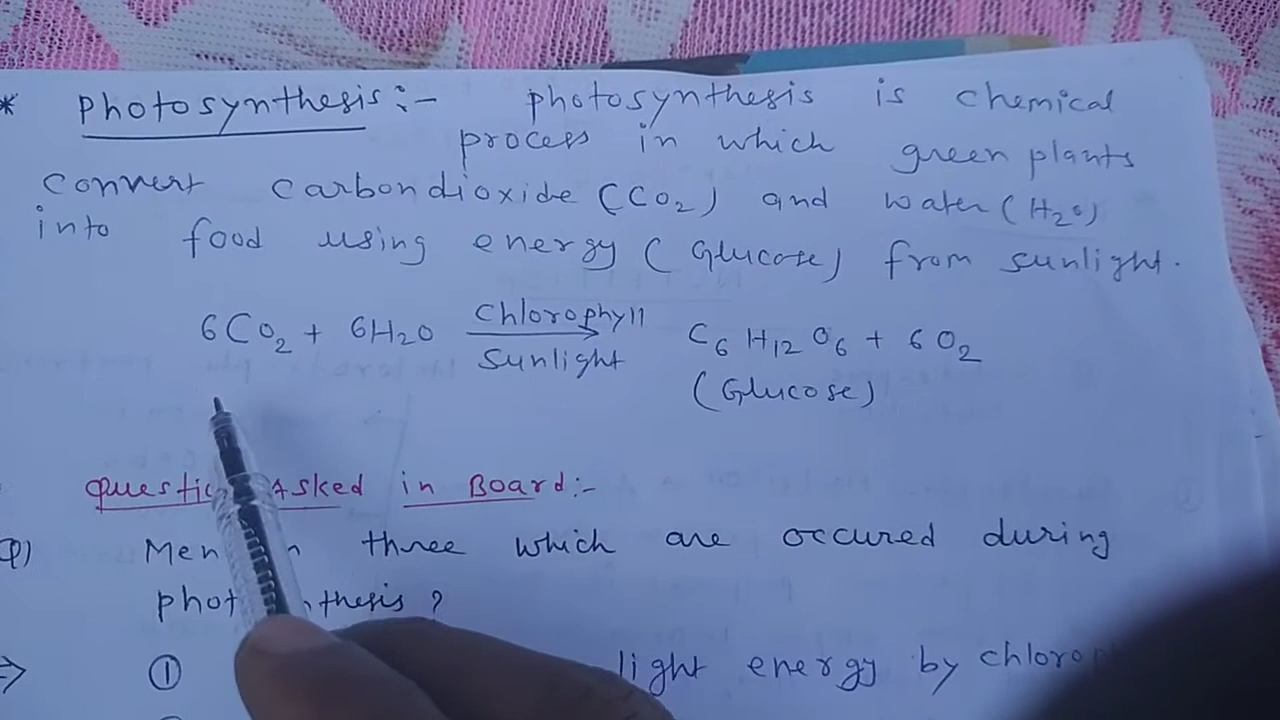 * Photosynthesis:- photosynthesis is chemical
process in which green plants
convert carbondioxide (CO2) and water (H2O)
into food using energy (Glucose) from sunlight.
6CO2 + 6H2O Chlorophyll Sunlight C6H12O6 + 6O2
(Glucose)
Asked in Board:-
Q) three which are occured during
?
⇒ ① light energy by